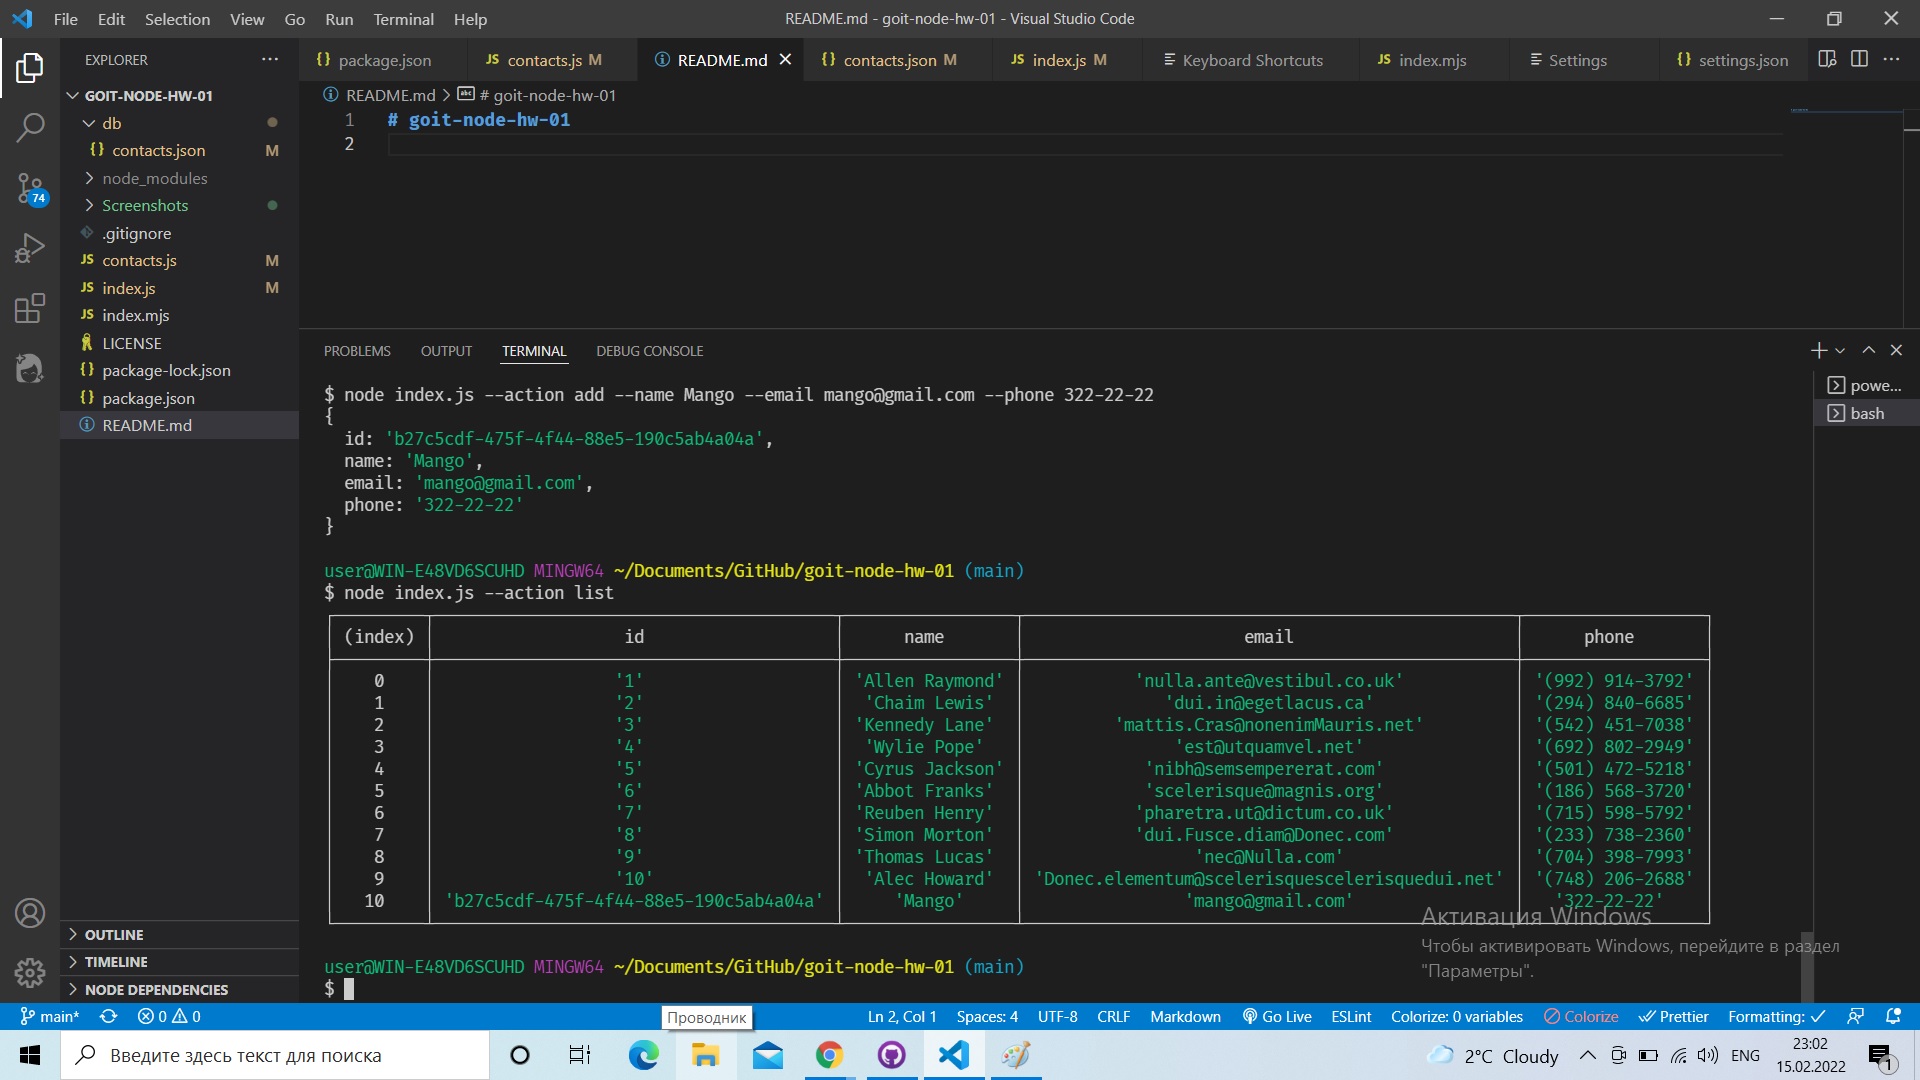 File Edit Selection View Go Run Terminal Help
README.md - goit-node-hw-01 - Visual Studio Code
EXPLORER
package.json
contacts.js M
README.md
contacts.json M
index.js M
Keyboard Shortcuts
index.mjs
Settings
settings.json
GOIT-NODE-HW-01
db
contacts.json M
node_modules
Screenshots
.gitignore
contacts.js M
index.js M
index.mjs
LICENSE
package-lock.json
package.json
README.md
74
OUTLINE
TIMELINE
NODE DEPENDENCIES
README.md > # goit-node-hw-01
1 # goit-node-hw-01
2
PROBLEMS OUTPUT TERMINAL DEBUG CONSOLE
powe...
bash
$ node index.js --action add --name Mango --email mango@gmail.com --phone 322-22-22
{
id: 'b27c5cdf-475f-4f44-88e5-190c5ab4a04a',
name: 'Mango',
email: 'mango@gmail.com',
phone: '322-22-22'
}
user@WIN-E48VD6SCUHD MINGW64 ~/Documents/GitHub/goit-node-hw-01 (main)
$ node index.js --action list
(index) id name email phone
0 '1' 'Allen Raymond' 'nulla.ante@vestibul.co.uk' '(992) 914-3792'
1 '2' 'Chaim Lewis' 'dui.in@egetlacus.ca' '(294) 840-6685'
2 '3' 'Kennedy Lane' 'mattis.Cras@nonenimMauris.net' '(542) 451-7038'
3 '4' 'Wylie Pope' 'est@utquamvel.net' '(692) 802-2949'
4 '5' 'Cyrus Jackson' 'nibh@semsempererat.com' '(501) 472-5218'
5 '6' 'Abbot Franks' 'scelerisque@magnis.org' '(186) 568-3720'
6 '7' 'Reuben Henry' 'pharetra.ut@dictum.co.uk' '(715) 598-5792'
7 '8' 'Simon Morton' 'dui.Fusce.diam@Donec.com' '(233) 738-2360'
8 '9' 'Thomas Lucas' 'nec@Nulla.com' '(704) 398-7993'
9 '10' 'Alec Howard' 'Donec.elementum@scelerisquescelerisquedui.net' '(748) 206-2688'
10 'b27c5cdf-475f-4f44-88e5-190c5ab4a04a' 'Mango' 'mango@gmail.com' '322-22-22'
user@WIN-E48VD6SCUHD MINGW64 ~/Documents/GitHub/goit-node-hw-01 (main)
$
Активация Windows
Чтобы активировать Windows, перейдите в раздел
"Параметры".
main* 0 0
Проводник
Ln 2, Col 1 Spaces: 4 UTF-8 CRLF Markdown Go Live ESLint Colorize: 0 variables Colorize Prettier Formatting:
Введите здесь текст для поиска
2°C Cloudy
ENG
23:02
15.02.2022
1